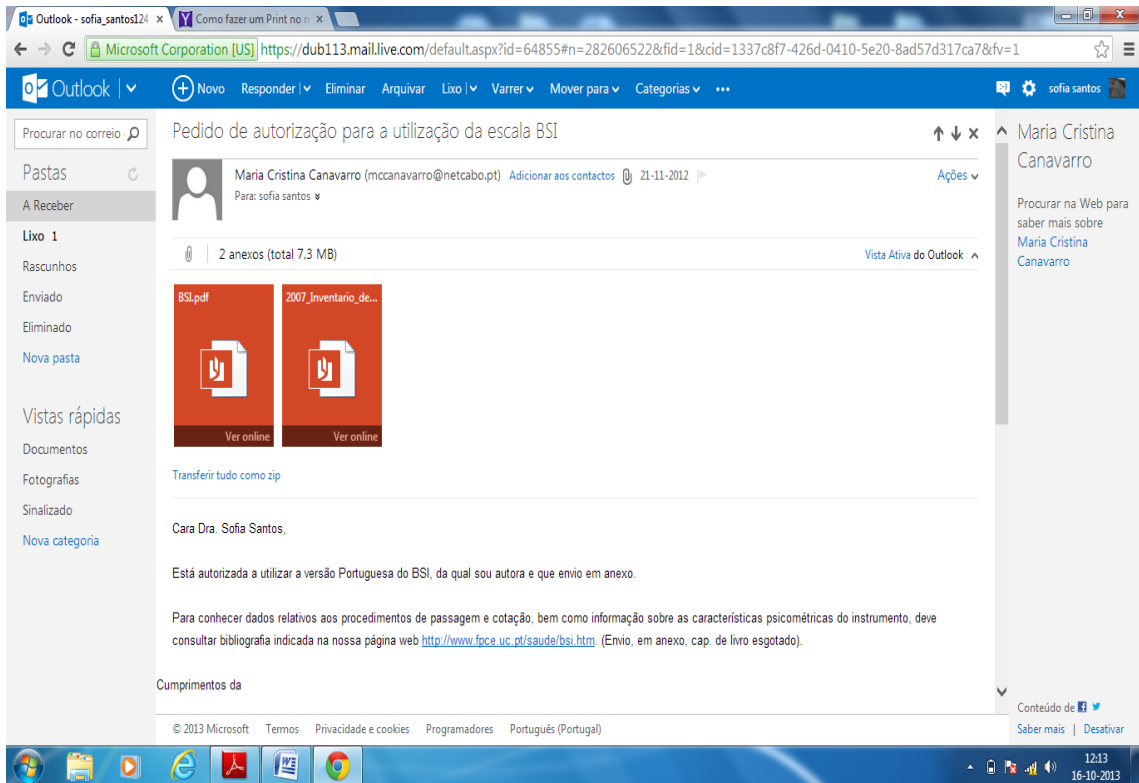 Outlook - sofia_santos124
Como fazer um Print no n
Microsoft Corporation [US] https://dub113.mail.live.com/default.aspx?id=64855#n=282606522&fid=1&cid=1337c8f7-426d-0410-5e20-8ad57d317ca7&fv=1
Outlook
Novo Responder Eliminar Arquivar Lixo Varrer Mover para Categorias
sofia santos
Procurar no correio
Pastas
A Receber
Lixo 1
Rascunhos
Enviado
Eliminado
Nova pasta
Vistas rápidas
Documentos
Fotografias
Sinalizado
Nova categoria
Pedido de autorização para a utilização da escala BSI
Maria Cristina Canavarro (mccanavarro@netcabo.pt) Adicionar aos contactos 21-11-2012
Ações
Para: sofia santos
2 anexos (total 7,3 MB)
Vista Ativa do Outlook
BSI.pdf
Ver online
2007_Inventario_de...
Ver online
Transferir tudo como zip
Cara Dra. Sofia Santos,
Está autorizada a utilizar a versão Portuguesa do BSI, da qual sou autora e que envio em anexo.
Para conhecer dados relativos aos procedimentos de passagem e cotação, bem como informação sobre as características psicométricas do instrumento, deve
consultar bibliografia indicada na nossa página web http://www.fpce.uc.pt/saude/bsi.htm. (Envio, em anexo, cap. de livro esgotado).
Cumprimentos da
Maria Cristina
Canavarro
Procurar na Web para
saber mais sobre
Maria Cristina
Canavarro
Conteúdo de
Saber mais | Desativar
© 2013 Microsoft Termos Privacidade e cookies Programadores Português (Portugal)
12:13
16-10-2013